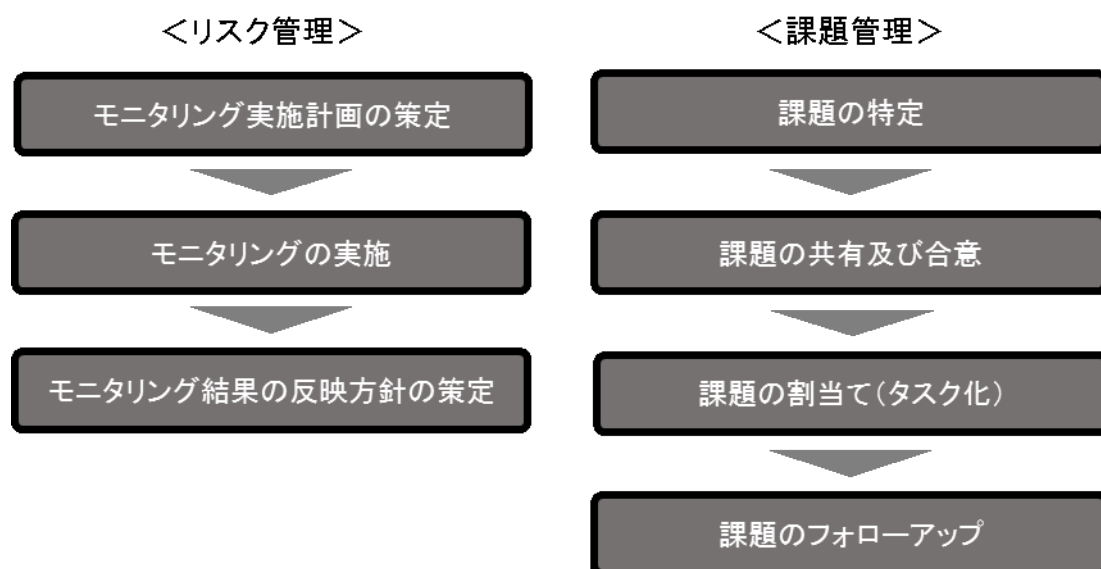 ＜リスク管理＞
モニタリング実施計画の策定
モニタリングの実施
モニタリング結果の反映方針の策定
＜課題管理＞
課題の特定
課題の共有及び合意
課題の割当て（タスク化）
課題のフォローアップ